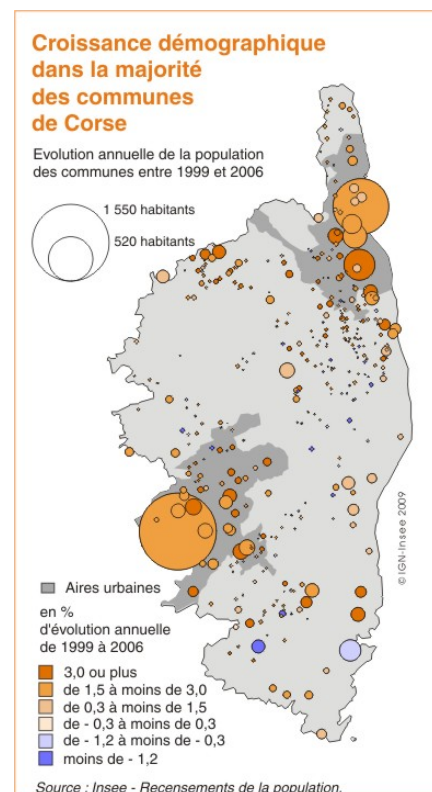 Croissance démographique
dans la majorité
des communes
de Corse
Evolution annuelle de la population
des communes entre 1999 et 2006
1 550 habitants
520 habitants
© IGN-Insee 2009
Aires urbaines
en %
d'évolution annuelle
de 1999 à 2006
3,0 ou plus
de 1,5 à moins de 3,0
de 0,3 à moins de 1,5
de - 0,3 à moins de 0,3
de - 1,2 à moins de - 0,3
moins de - 1,2
Source : Insee - Recensements de la population.